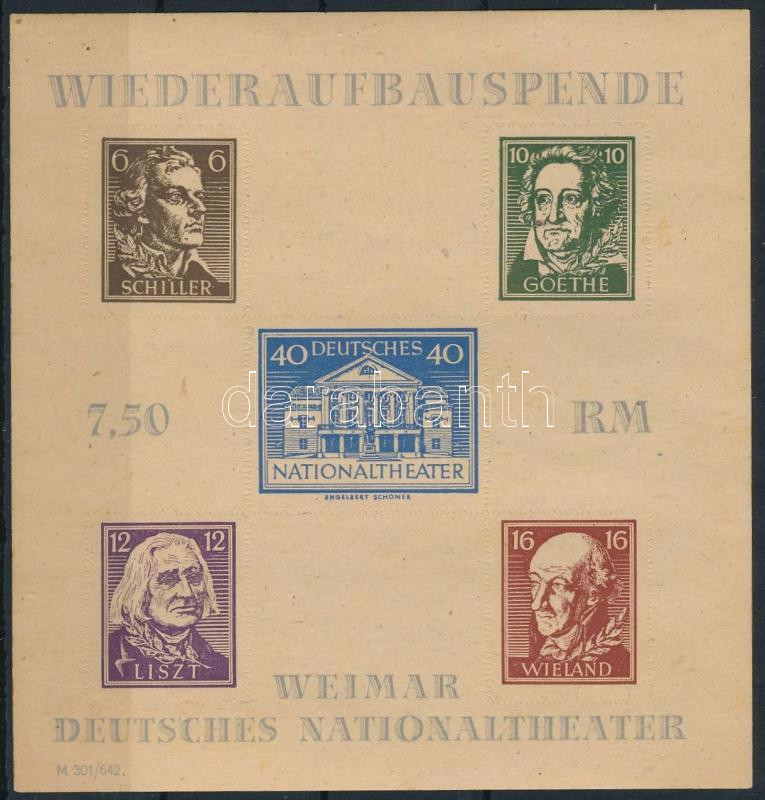 WIEDERAUFBAUSPENDE
6 6
SCHILLER
10 10
GOETHE
40 DEUTSCHES 40
NATIONALTHEATER
ENGELBERT SCHONER
7,50 RM
darabanth
12 12
LISZT
16 16
WIELAND
WEIMAR
DEUTSCHES NATIONALTHEATER
M 301/642.